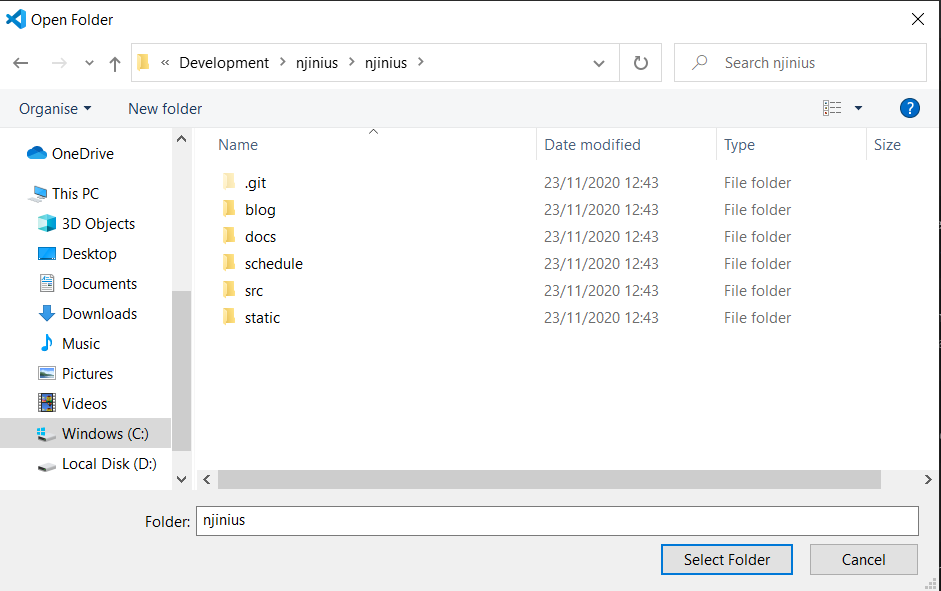 Open Folder
« Development > njinius > njinius >
Search njinius
Organise
New folder
?
OneDrive
This PC
3D Objects
Desktop
Documents
Downloads
Music
Pictures
Videos
Windows (C:)
Local Disk (D:)
Name Date modified Type Size
.git 23/11/2020 12:43 File folder
blog 23/11/2020 12:43 File folder
docs 23/11/2020 12:43 File folder
schedule 23/11/2020 12:43 File folder
src 23/11/2020 12:43 File folder
static 23/11/2020 12:43 File folder
Folder: njinius
Select Folder Cancel